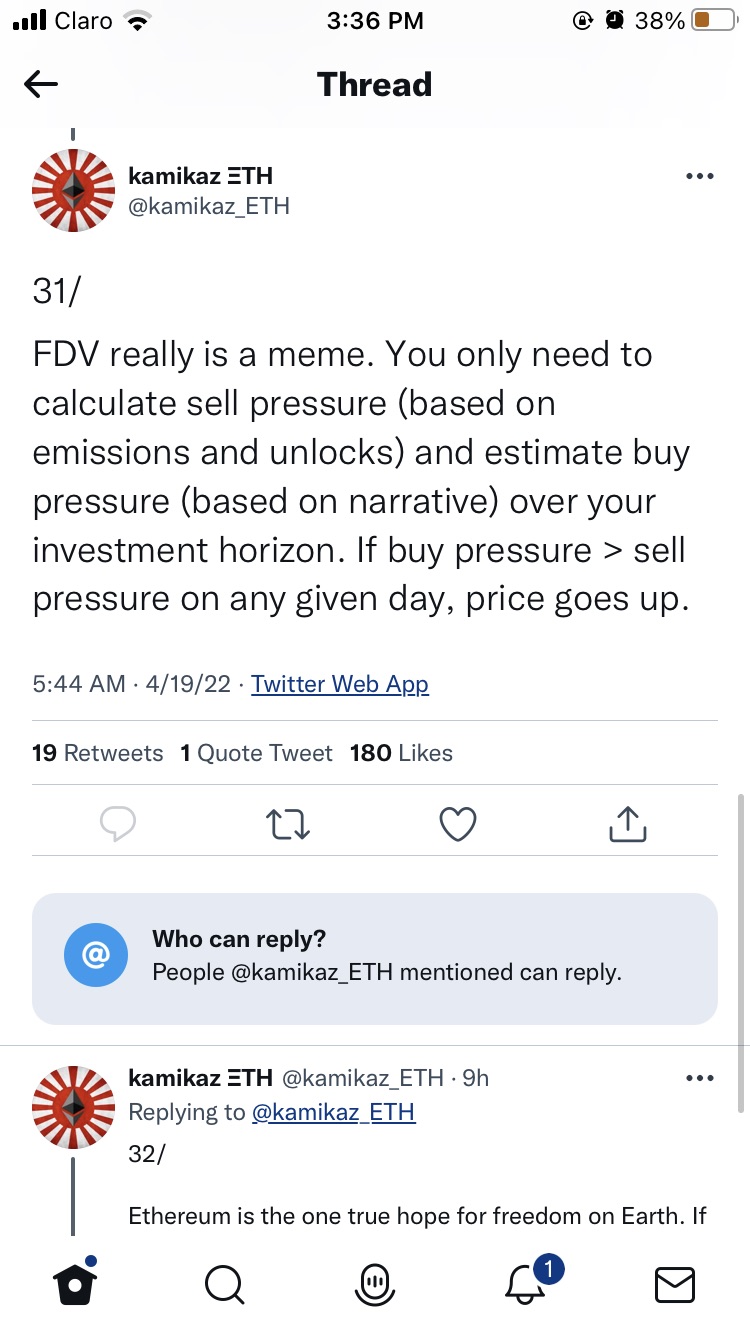 Claro 3:36 PM 38%
Thread
kamikaz ΞTH
@kamikaz_ETH
31/
FDV really is a meme. You only need to
calculate sell pressure (based on
emissions and unlocks) and estimate buy
pressure (based on narrative) over your
investment horizon. If buy pressure > sell
pressure on any given day, price goes up.
5:44 AM · 4/19/22 · Twitter Web App
19 Retweets 1 Quote Tweet 180 Likes
@
Who can reply?
People @kamikaz_ETH mentioned can reply.
kamikaz ΞTH @kamikaz_ETH · 9h
Replying to @kamikaz_ETH
32/
Ethereum is the one true hope for freedom on Earth. If
1